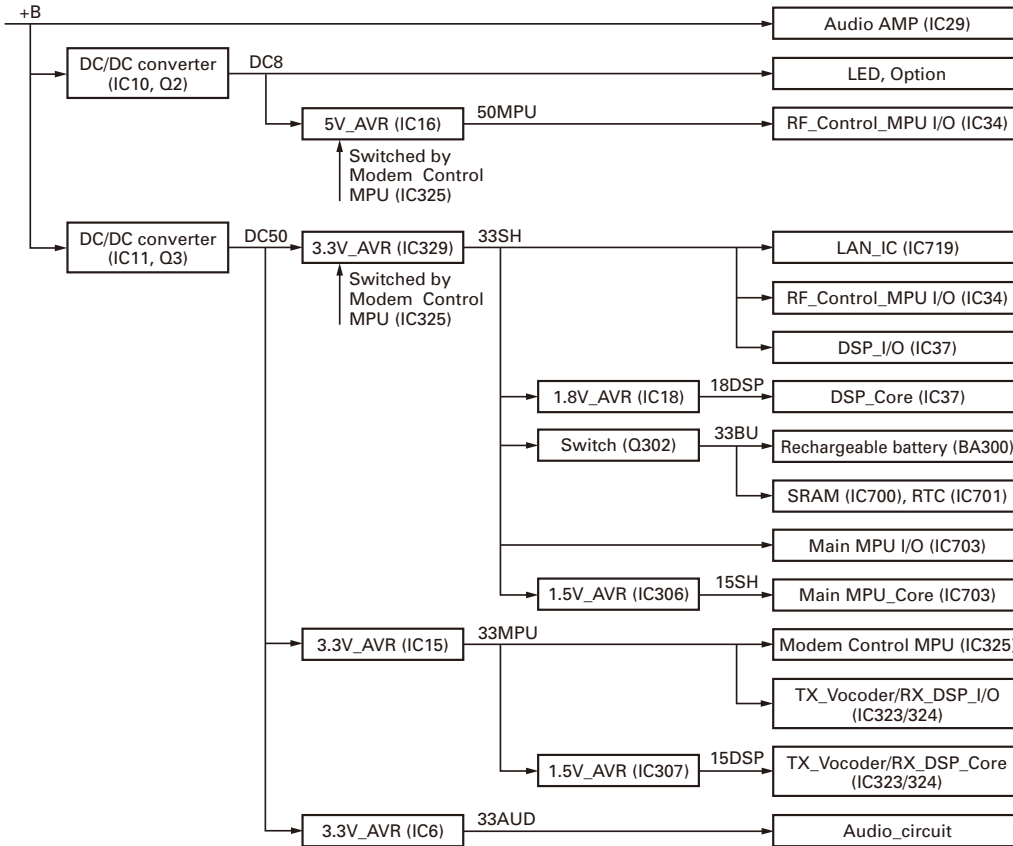 +B
Audio AMP (IC29)
DC/DC converter
(IC10, Q2)
DC8
LED, Option
5V_AVR (IC16)
50MPU
RF_Control_MPU I/O (IC34)
Switched by
Modem Control
MPU (IC325)
DC/DC converter
(IC11, Q3)
DC50
3.3V_AVR (IC329)
33SH
LAN_IC (IC719)
Switched by
Modem Control
MPU (IC325)
RF_Control_MPU I/O (IC34)
DSP_I/O (IC37)
1.8V_AVR (IC18)
18DSP
DSP_Core (IC37)
Switch (Q302)
33BU
Rechargeable battery (BA300)
SRAM (IC700), RTC (IC701)
Main MPU I/O (IC703)
1.5V_AVR (IC306)
15SH
Main MPU_Core (IC703)
3.3V_AVR (IC15)
33MPU
Modem Control MPU (IC325)
TX_Vocoder/RX_DSP_I/O
(IC323/324)
1.5V_AVR (IC307)
15DSP
TX_Vocoder/RX_DSP_Core
(IC323/324)
3.3V_AVR (IC6)
33AUD
Audio_circuit